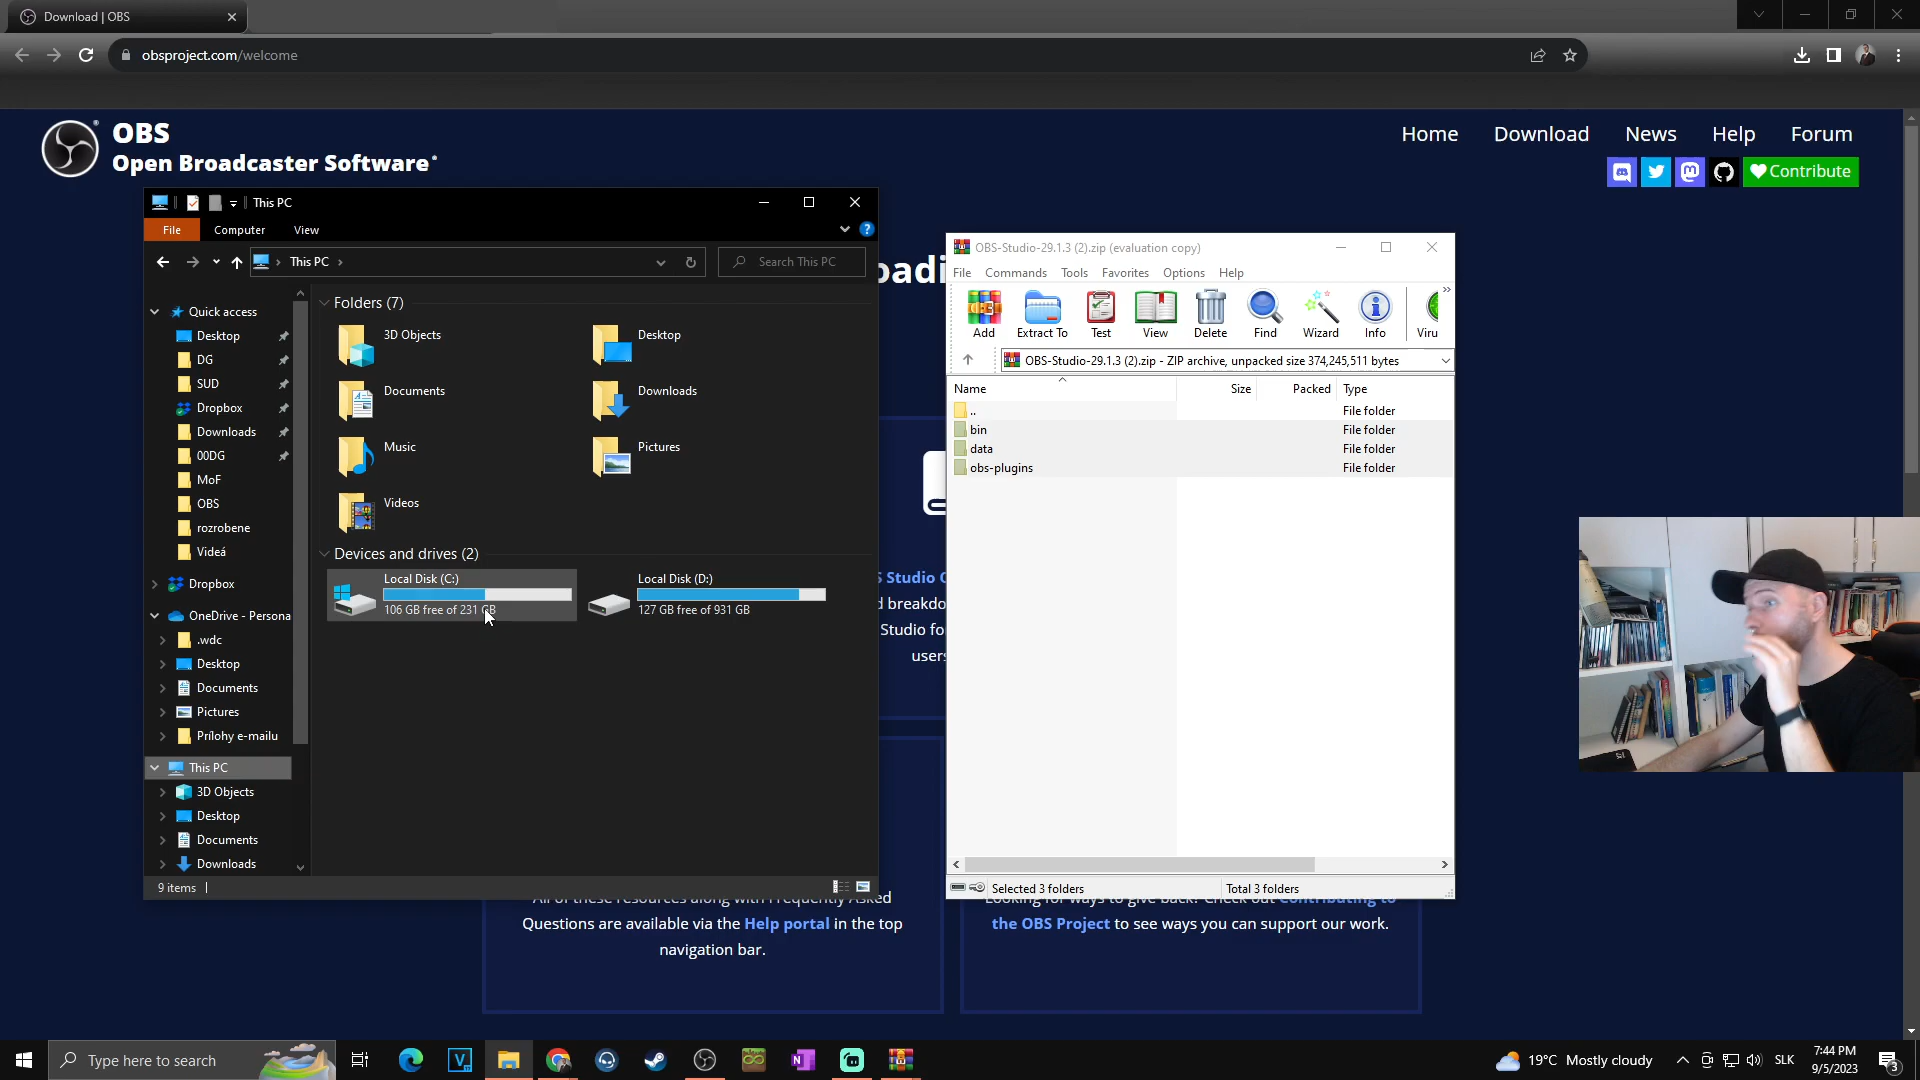 Download | OBS
obsproject.com/welcome
OBS
Open Broadcaster Software
Home
Download
News
Help
Forum
Contribute
This PC
File
Computer
View
This PC
Search This PC
Quick access
Desktop
DG
SUD
Dropbox
Downloads
00DG
MoF
OBS
rozrobene
Videá
Dropbox
OneDrive - Persona
.wdc
Desktop
Documents
Pictures
Prílohy e-mailu
This PC
3D Objects
Desktop
Documents
Downloads
Folders (7)
3D Objects
Desktop
Documents
Downloads
Music
Pictures
Videos
Devices and drives (2)
Local Disk (C:)
106 GB free of 231 GB
Local Disk (D:)
127 GB free of 931 GB
9 items
oadi
S Studio
d breakdo
Studio fo
users
OBS-Studio-29.1.3 (2).zip (evaluation copy)
File Commands Tools Favorites Options Help
Add
Extract To
Test
View
Delete
Find
Wizard
Info
Viru
OBS-Studio-29.1.3 (2).zip - ZIP archive, unpacked size 374,245,511 bytes
Name Size Packed Type
.. File folder
bin File folder
data File folder
obs-plugins File folder
Selected 3 folders
Total 3 folders
All of these resources along with Frequently Asked
Questions are available via the Help portal in the top
navigation bar.
Looking for ways to give back? Check out Contributing to
the OBS Project to see ways you can support our work.
Type here to search
19°C Mostly cloudy
SLK
7:44 PM
9/5/2023
3